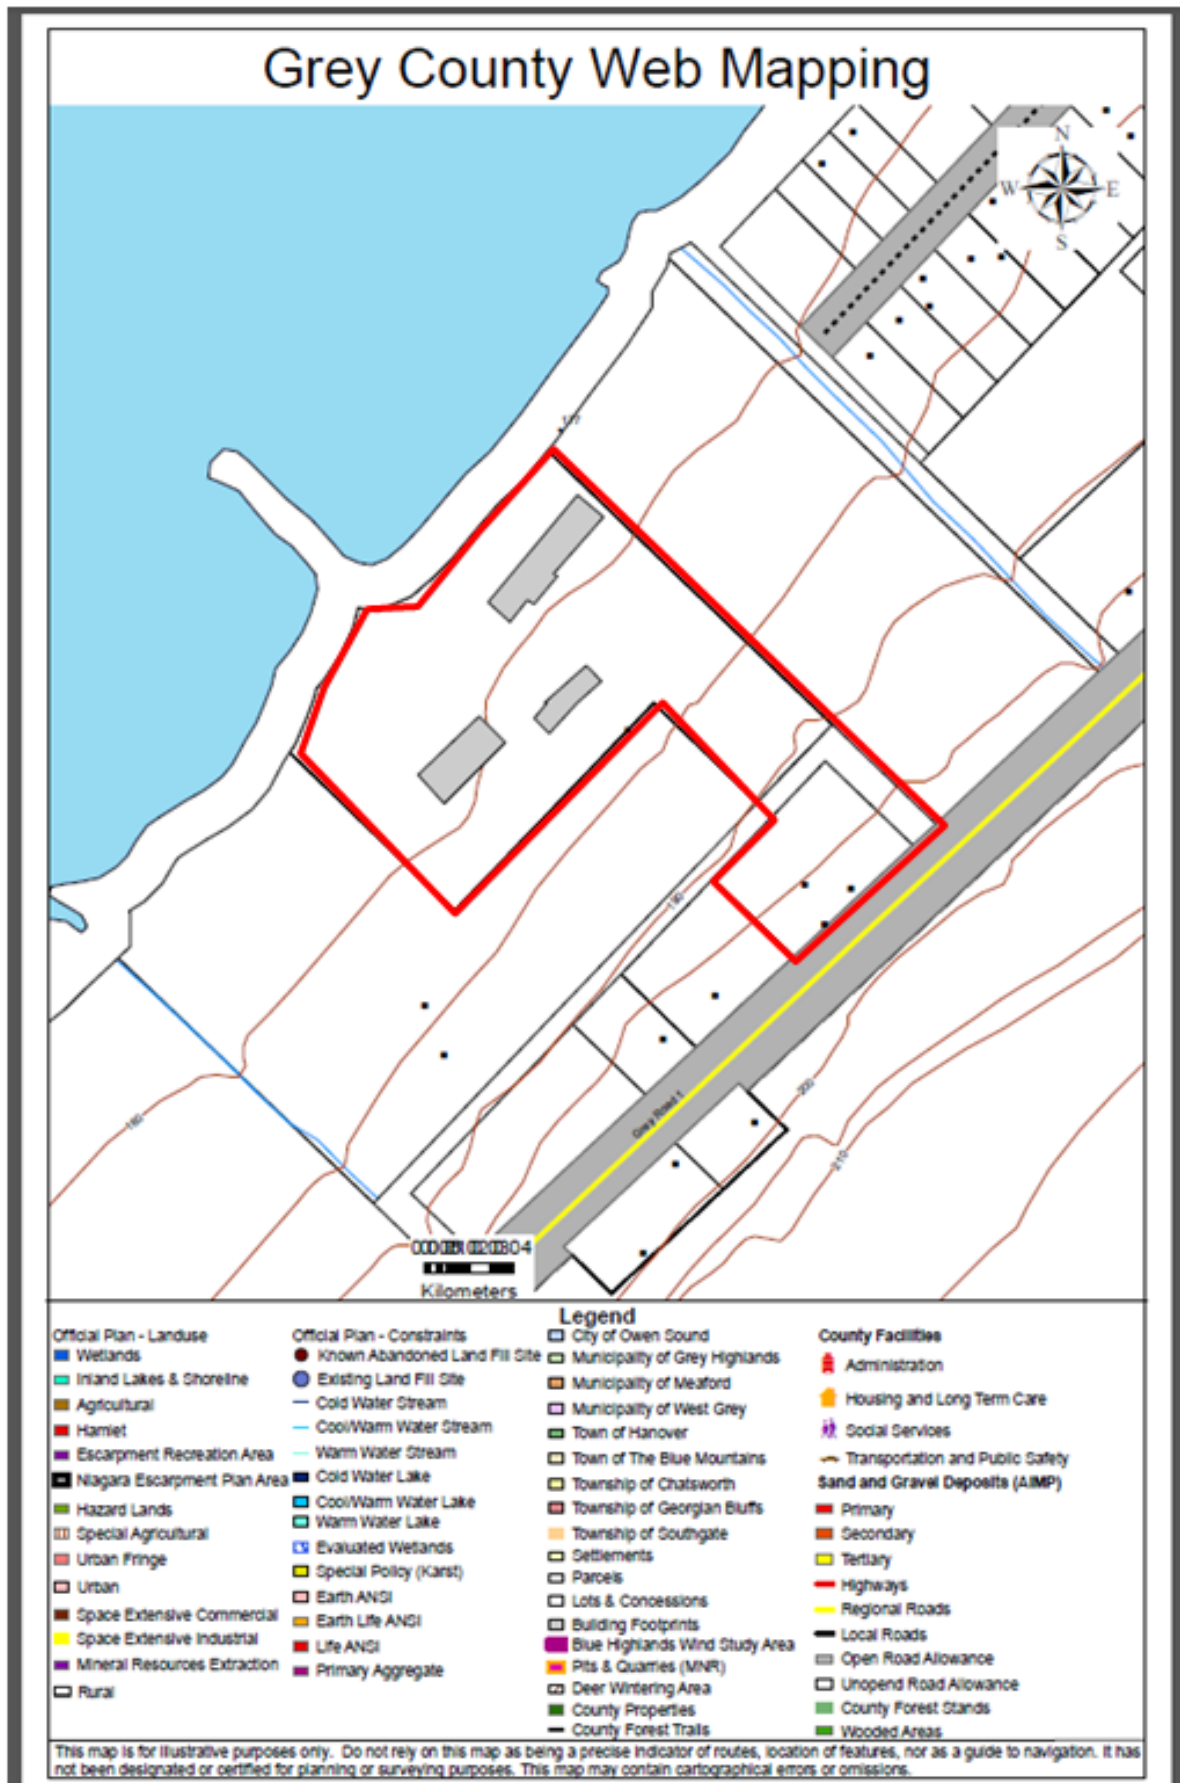 Grey County Web Mapping
N
W E
S
177
190
180
200
210
Grey Road 1
Kilometers
Legend
Official Plan - Landuse
Wetlands
Inland Lakes & Shoreline
Agricultural
Hamlet
Escarpment Recreation Area
Niagara Escarpment Plan Area
Hazard Lands
Special Agricultural
Urban Fringe
Urban
Space Extensive Commercial
Space Extensive Industrial
Mineral Resources Extraction
Rural
Official Plan - Constraints
Known Abandoned Land Fill Site
Existing Land Fill Site
Cold Water Stream
Cool/Warm Water Stream
Warm Water Stream
Cold Water Lake
Cool/Warm Water Lake
Warm Water Lake
Evaluated Wetlands
Special Policy (Karst)
Earth ANSI
Earth Life ANSI
Life ANSI
Primary Aggregate
City of Owen Sound
Municipality of Grey Highlands
Municipality of Meaford
Municipality of West Grey
Town of Hanover
Town of The Blue Mountains
Township of Chatsworth
Township of Georgian Bluffs
Township of Southgate
Settlements
Parcels
Lots & Concessions
Building Footprints
Blue Highlands Wind Study Area
Pits & Quarries (MNR)
Deer Wintering Area
County Properties
County Forest Trails
County Facilities
Administration
Housing and Long Term Care
Social Services
Transportation and Public Safety
Sand and Gravel Deposits (AIMP)
Primary
Secondary
Tertiary
Highways
Regional Roads
Local Roads
Open Road Allowance
Unopend Road Allowance
County Forest Stands
Wooded Areas
This map is for illustrative purposes only. Do not rely on this map as being a precise indicator of routes, location of features, nor as a guide to navigation. It has
not been designated or certified for planning or surveying purposes. This map may contain cartographical errors or omissions.